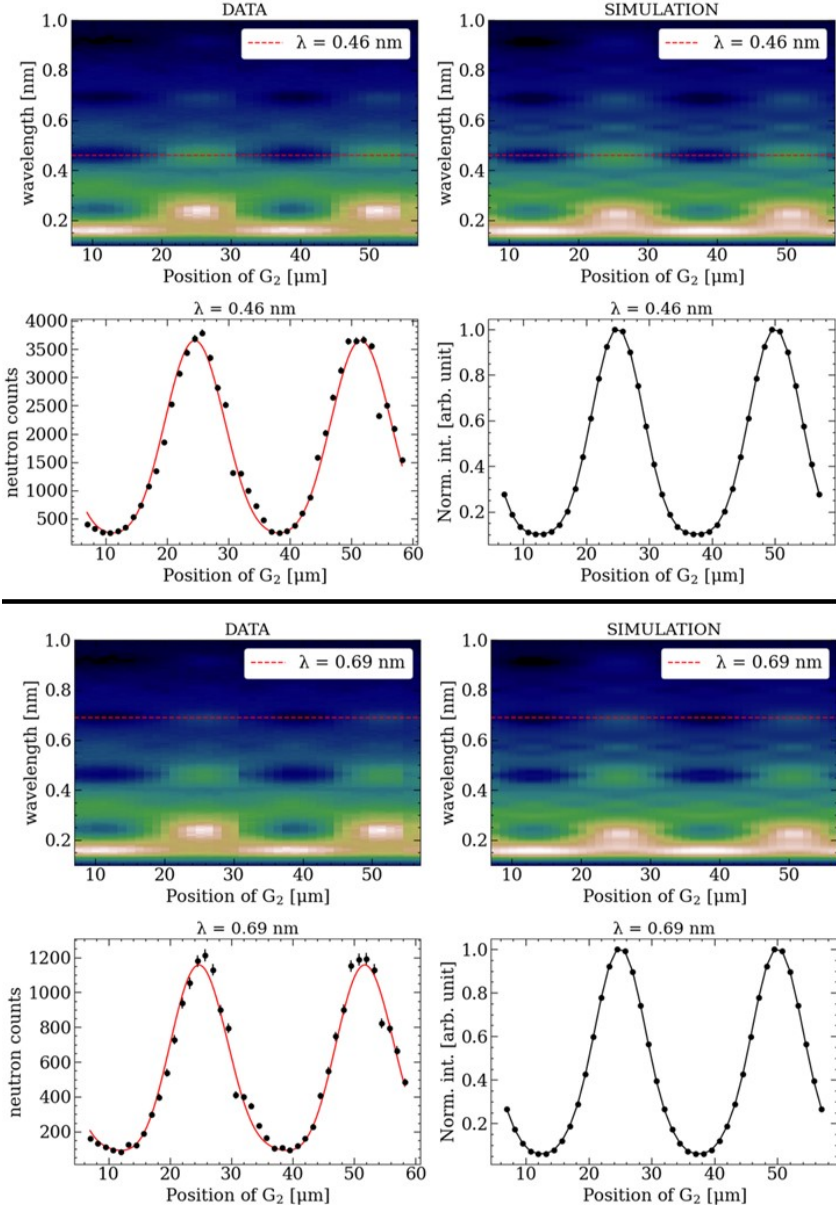 DATA
SIMULATION
1.0
0.8
0.6
0.4
0.2
wavelength [nm]
λ = 0.46 nm
10 20 30 40 50
Position of G₂ [μm]
1.0
0.8
0.6
0.4
0.2
wavelength [nm]
λ = 0.46 nm
10 20 30 40 50
Position of G₂ [μm]
λ = 0.46 nm
4000
3500
3000
2500
2000
1500
1000
500
neutron counts
10 20 30 40 50 60
Position of G₂ [μm]
λ = 0.46 nm
1.0
0.8
0.6
0.4
0.2
Norm. int. [arb. unit]
10 20 30 40 50
Position of G₂ [μm]
DATA
SIMULATION
1.0
0.8
0.6
0.4
0.2
wavelength [nm]
λ = 0.69 nm
10 20 30 40 50
Position of G₂ [μm]
1.0
0.8
0.6
0.4
0.2
wavelength [nm]
λ = 0.69 nm
10 20 30 40 50
Position of G₂ [μm]
λ = 0.69 nm
1200
1000
800
600
400
200
neutron counts
10 20 30 40 50 60
Position of G₂ [μm]
λ = 0.69 nm
1.0
0.8
0.6
0.4
0.2
Norm. int. [arb. unit]
10 20 30 40 50
Position of G₂ [μm]